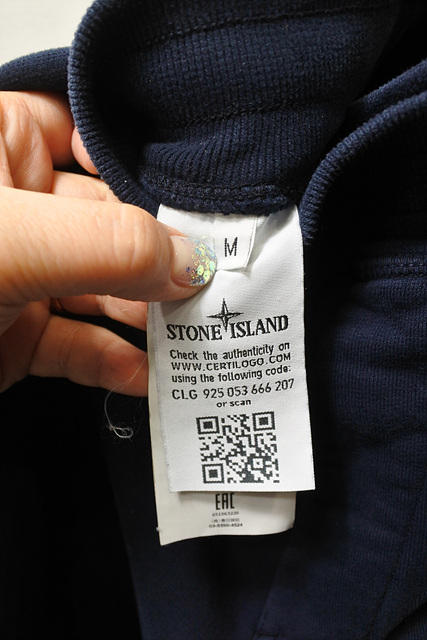 M
STONE ISLAND
Check the authenticity on
WWW.CERTILOGO.COM
using the following code:
CLG 925 053 666 207
or scan
EAC